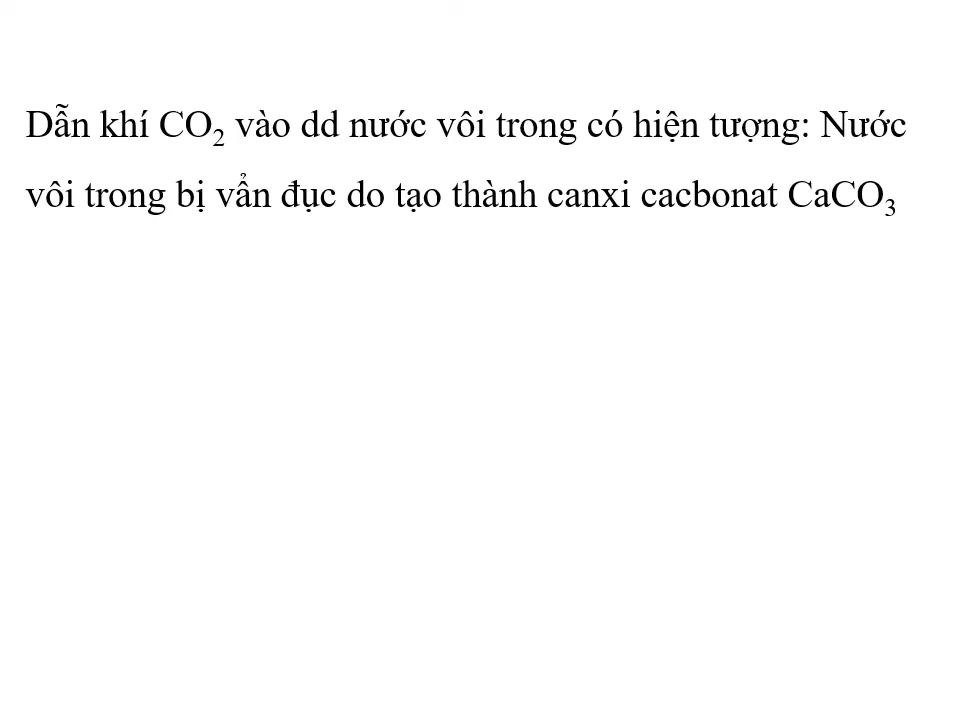 Dẫn khí CO₂ vào dd nước vôi trong có hiện tượng: Nước
vôi trong bị vẩn đục do tạo thành canxi cacbonat CaCO₃